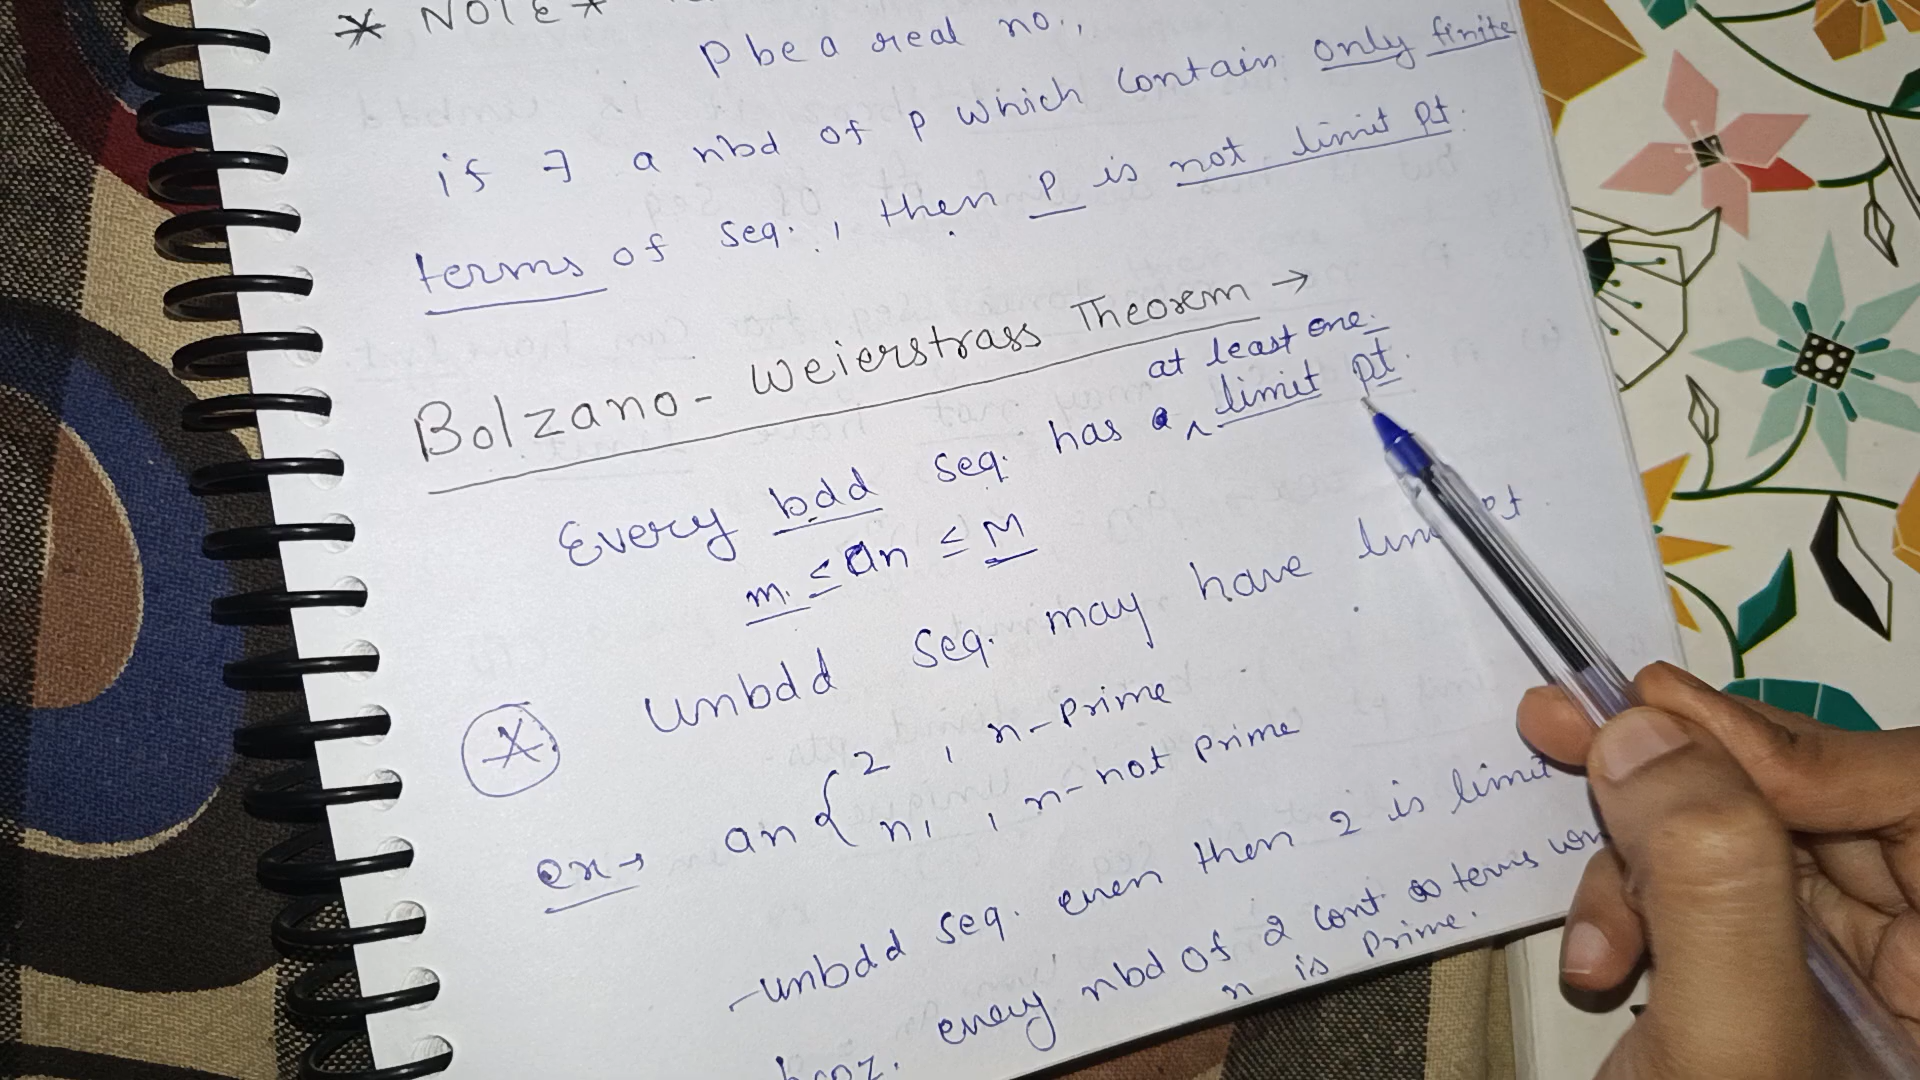 * NOTE *
P be a real no.,
if ∃ a nbd of p which contain only finite
terms of seq., then p is not limit pt.
Bolzano - Weierstrass Theorem →
at least one.
Every bdd seq. has a ^ limit pt.
m ≤ an ≤ M
* Unbdd seq. may have pt.
ex → an { 2 , n - Prime
n, , n - not prime
- unbdd seq. even then 2 is limit
every nbd of 2 cont ∞ terms
n is Prime.